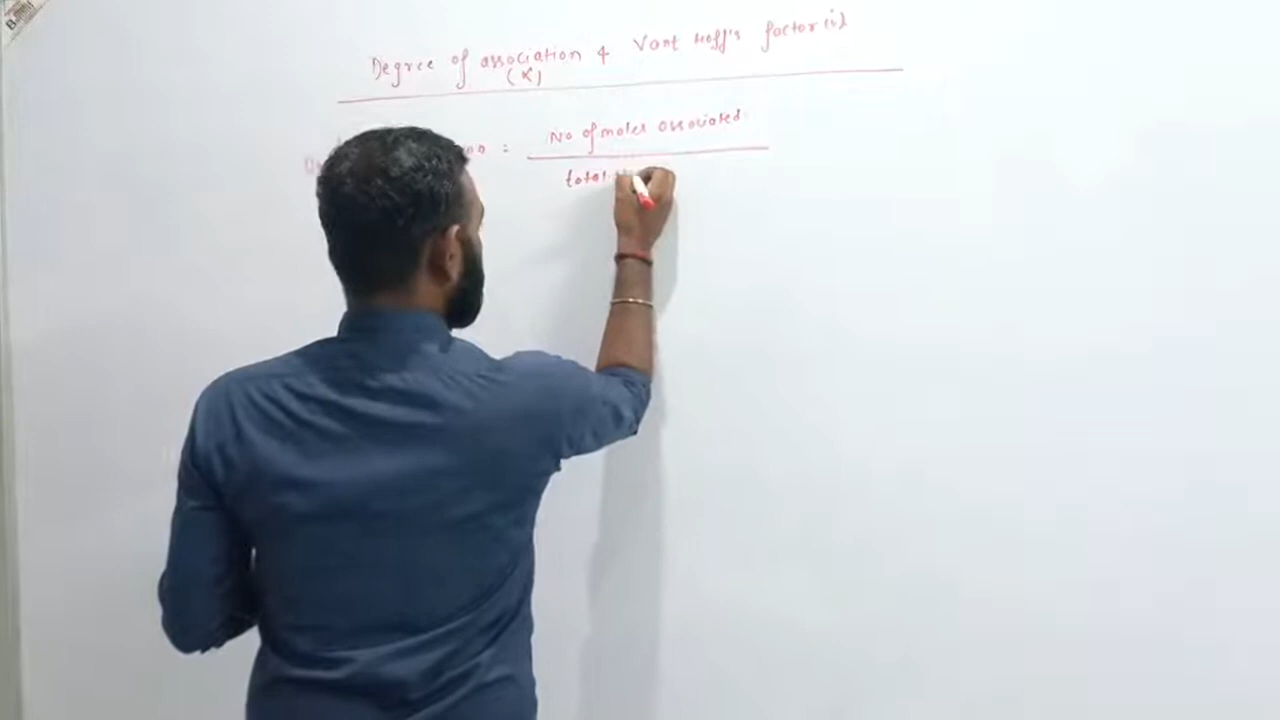 Degree of association & Vant Hoff's factor (i)
(α)
= No of moles associated
total